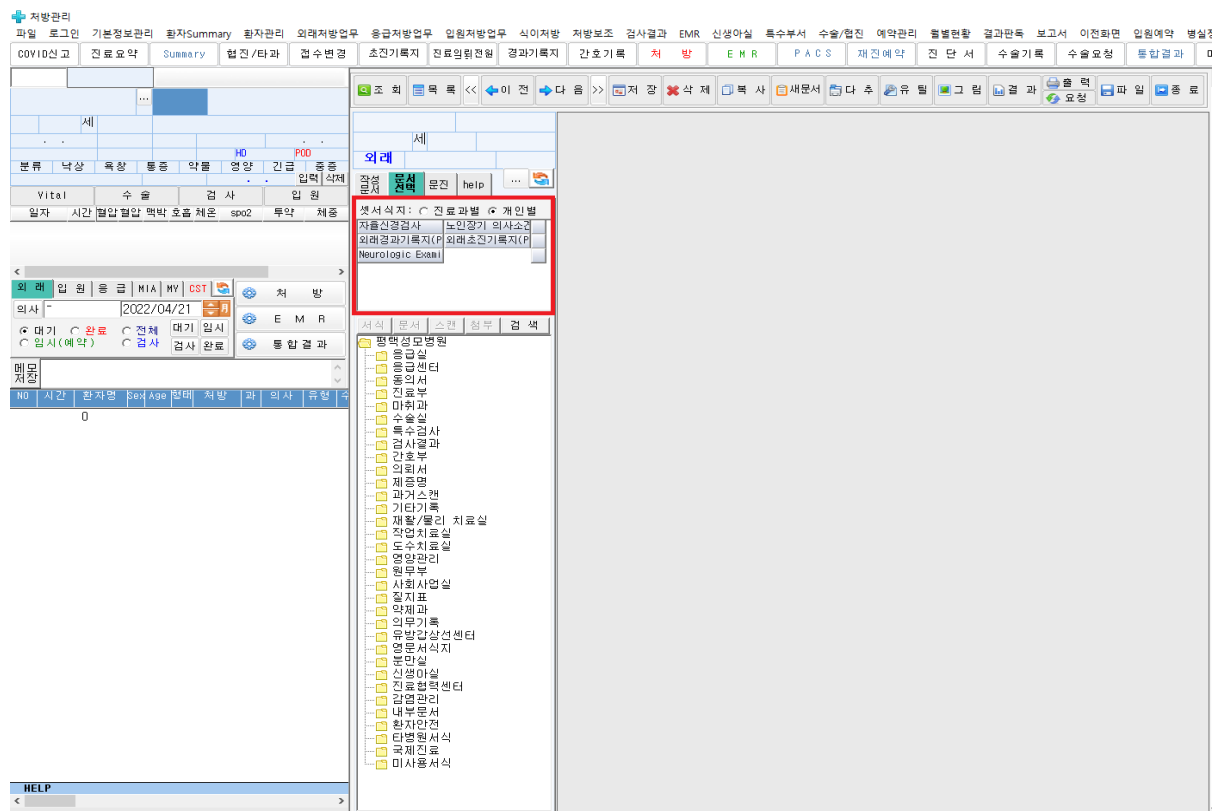 처방관리
파일 로그인 기본정보관리 환자Summary 환자관리 외래처방업무 응급처방업무 입원처방업무 식이처방 처방보조 검사결과 EMR 신생아실 특수부서 수술/협진 예약관리 월별현황 결과판독 보고서 이전화면 입원예약
COVID신고 진료요약 Summary 협진/타과 접수변경 초진기록지 진료의뢰전원 경과기록지 간호기록 처 방 E M R P A C S 재진예약 진 단 서 수술기록 수술요청 통합결과
조 회 목 록 << 이 전 다 음 >> 저 장 삭 제 복 사 새문서 다 추 유 틸 그 림 결 과 출 력 요청 파 일 종 료
...
세
. . . .
HD POD
분류 낙상 욕창 통증 약물 영양 긴급 중증
. . 입력 삭제
Vital 수 술 검 사 입 원
일자 시간 혈압 혈압 맥박 호흡 체온 spo2 투약 체중
< >
외 래 입 원 응 급 MIA MY CST
의사 - 2022/04/21
대기 완료 전체 대기 입시
입시(예약) 검사 검사 완료
처 방
E M R
통합결과
메모
저장
NO 시간 환자명 Sex Age 형태 처방 과 의사 유형
0
HELP
< >
세
외래
작성
문서 문서
선택 문진 help ...
셋서식지: 진료과별 개인별
자율신경검사 노인장기 의사소견
외래경과기록지(P 외래초진기록지(P
Neurologic Exami
서식 문서 스캔 첨부 검 색
평택성모병원
응급실
응급센터
동의서
진료부
마취과
수술실
특수검사
검사결과
간호부
의뢰서
제증명
과거스캔
기타기록
재활/물리 치료실
작업치료실
도수치료실
영양관리
원무부
사회사업실
질지표
약제과
의무기록
유방갑상선센터
영문서식지
분만실
신생아실
진료협력센터
감염관리
내부문서
환자안전
타병원서식
국제진료
미사용서식